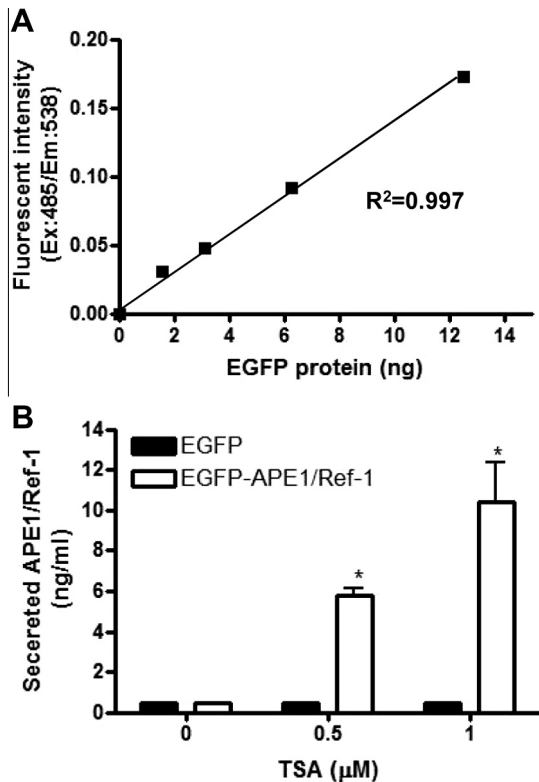 A
Fluorescent intensity
(Ex:485/Em:538)
0.20
0.15
0.10
0.05
0.00
R²=0.997
0 2 4 6 8 10 12 14
EGFP protein (ng)
B
Secereted APE1/Ref-1
(ng/ml)
14
12
10
8
6
4
2
0
EGFP
EGFP-APE1/Ref-1
*
*
0 0.5 1
TSA (μM)